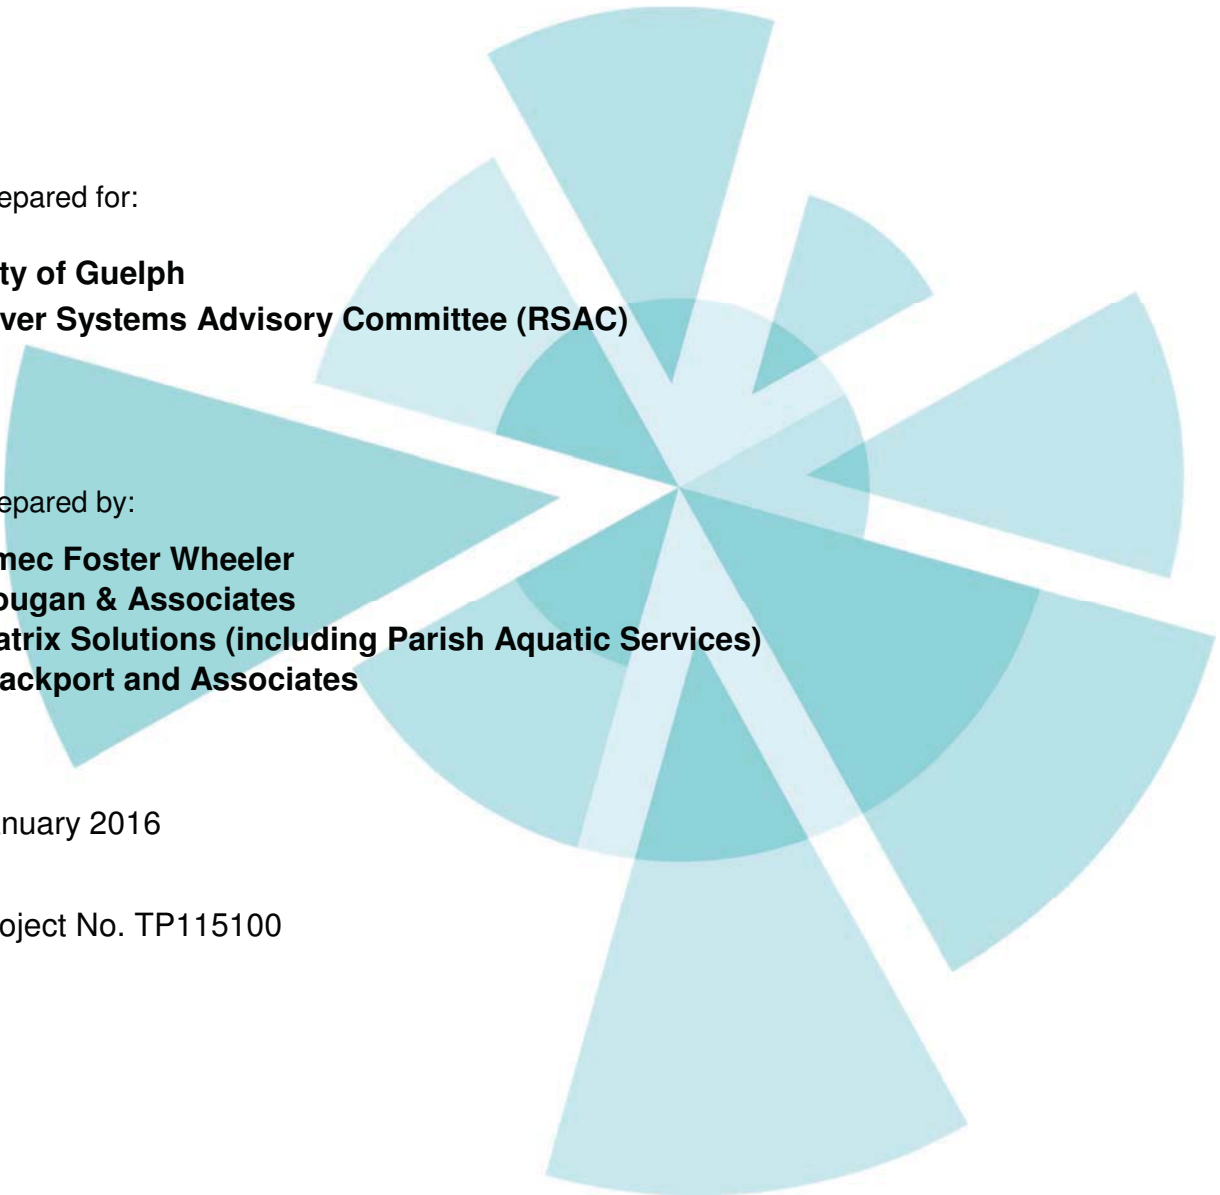 epared for:
ty of Guelph
ver Systems Advisory Committee (RSAC)
epared by:
mec Foster Wheeler
ougan & Associates
atrix Solutions (including Parish Aquatic Services)
lackport and Associates
nuary 2016
oject No. TP115100